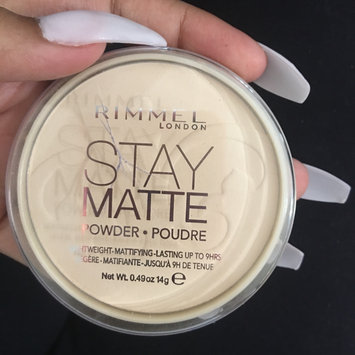 RIMMEL
LONDON
STAY
MATTE
POWDER • POUDRE
LIGHTWEIGHT-MATTIFYING-LASTING UP TO 9HRS
LÉGÈRE-MATIFIANTE-JUSQU'À 9H DE TENUE
Net Wt. 0.49oz 14g ℮